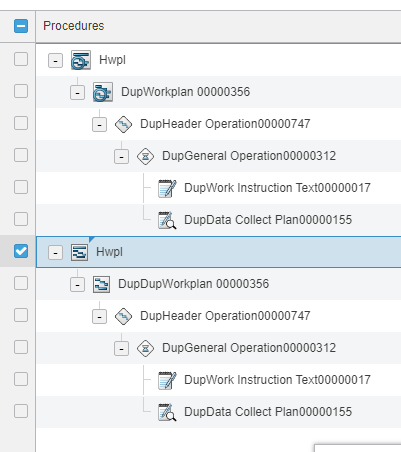 Procedures
Hwpl
DupWorkplan 00000356
DupHeader Operation00000747
DupGeneral Operation00000312
DupWork Instruction Text00000017
DupData Collect Plan00000155
Hwpl
DupDupWorkplan 00000356
DupHeader Operation00000747
DupGeneral Operation00000312
DupWork Instruction Text00000017
DupData Collect Plan00000155